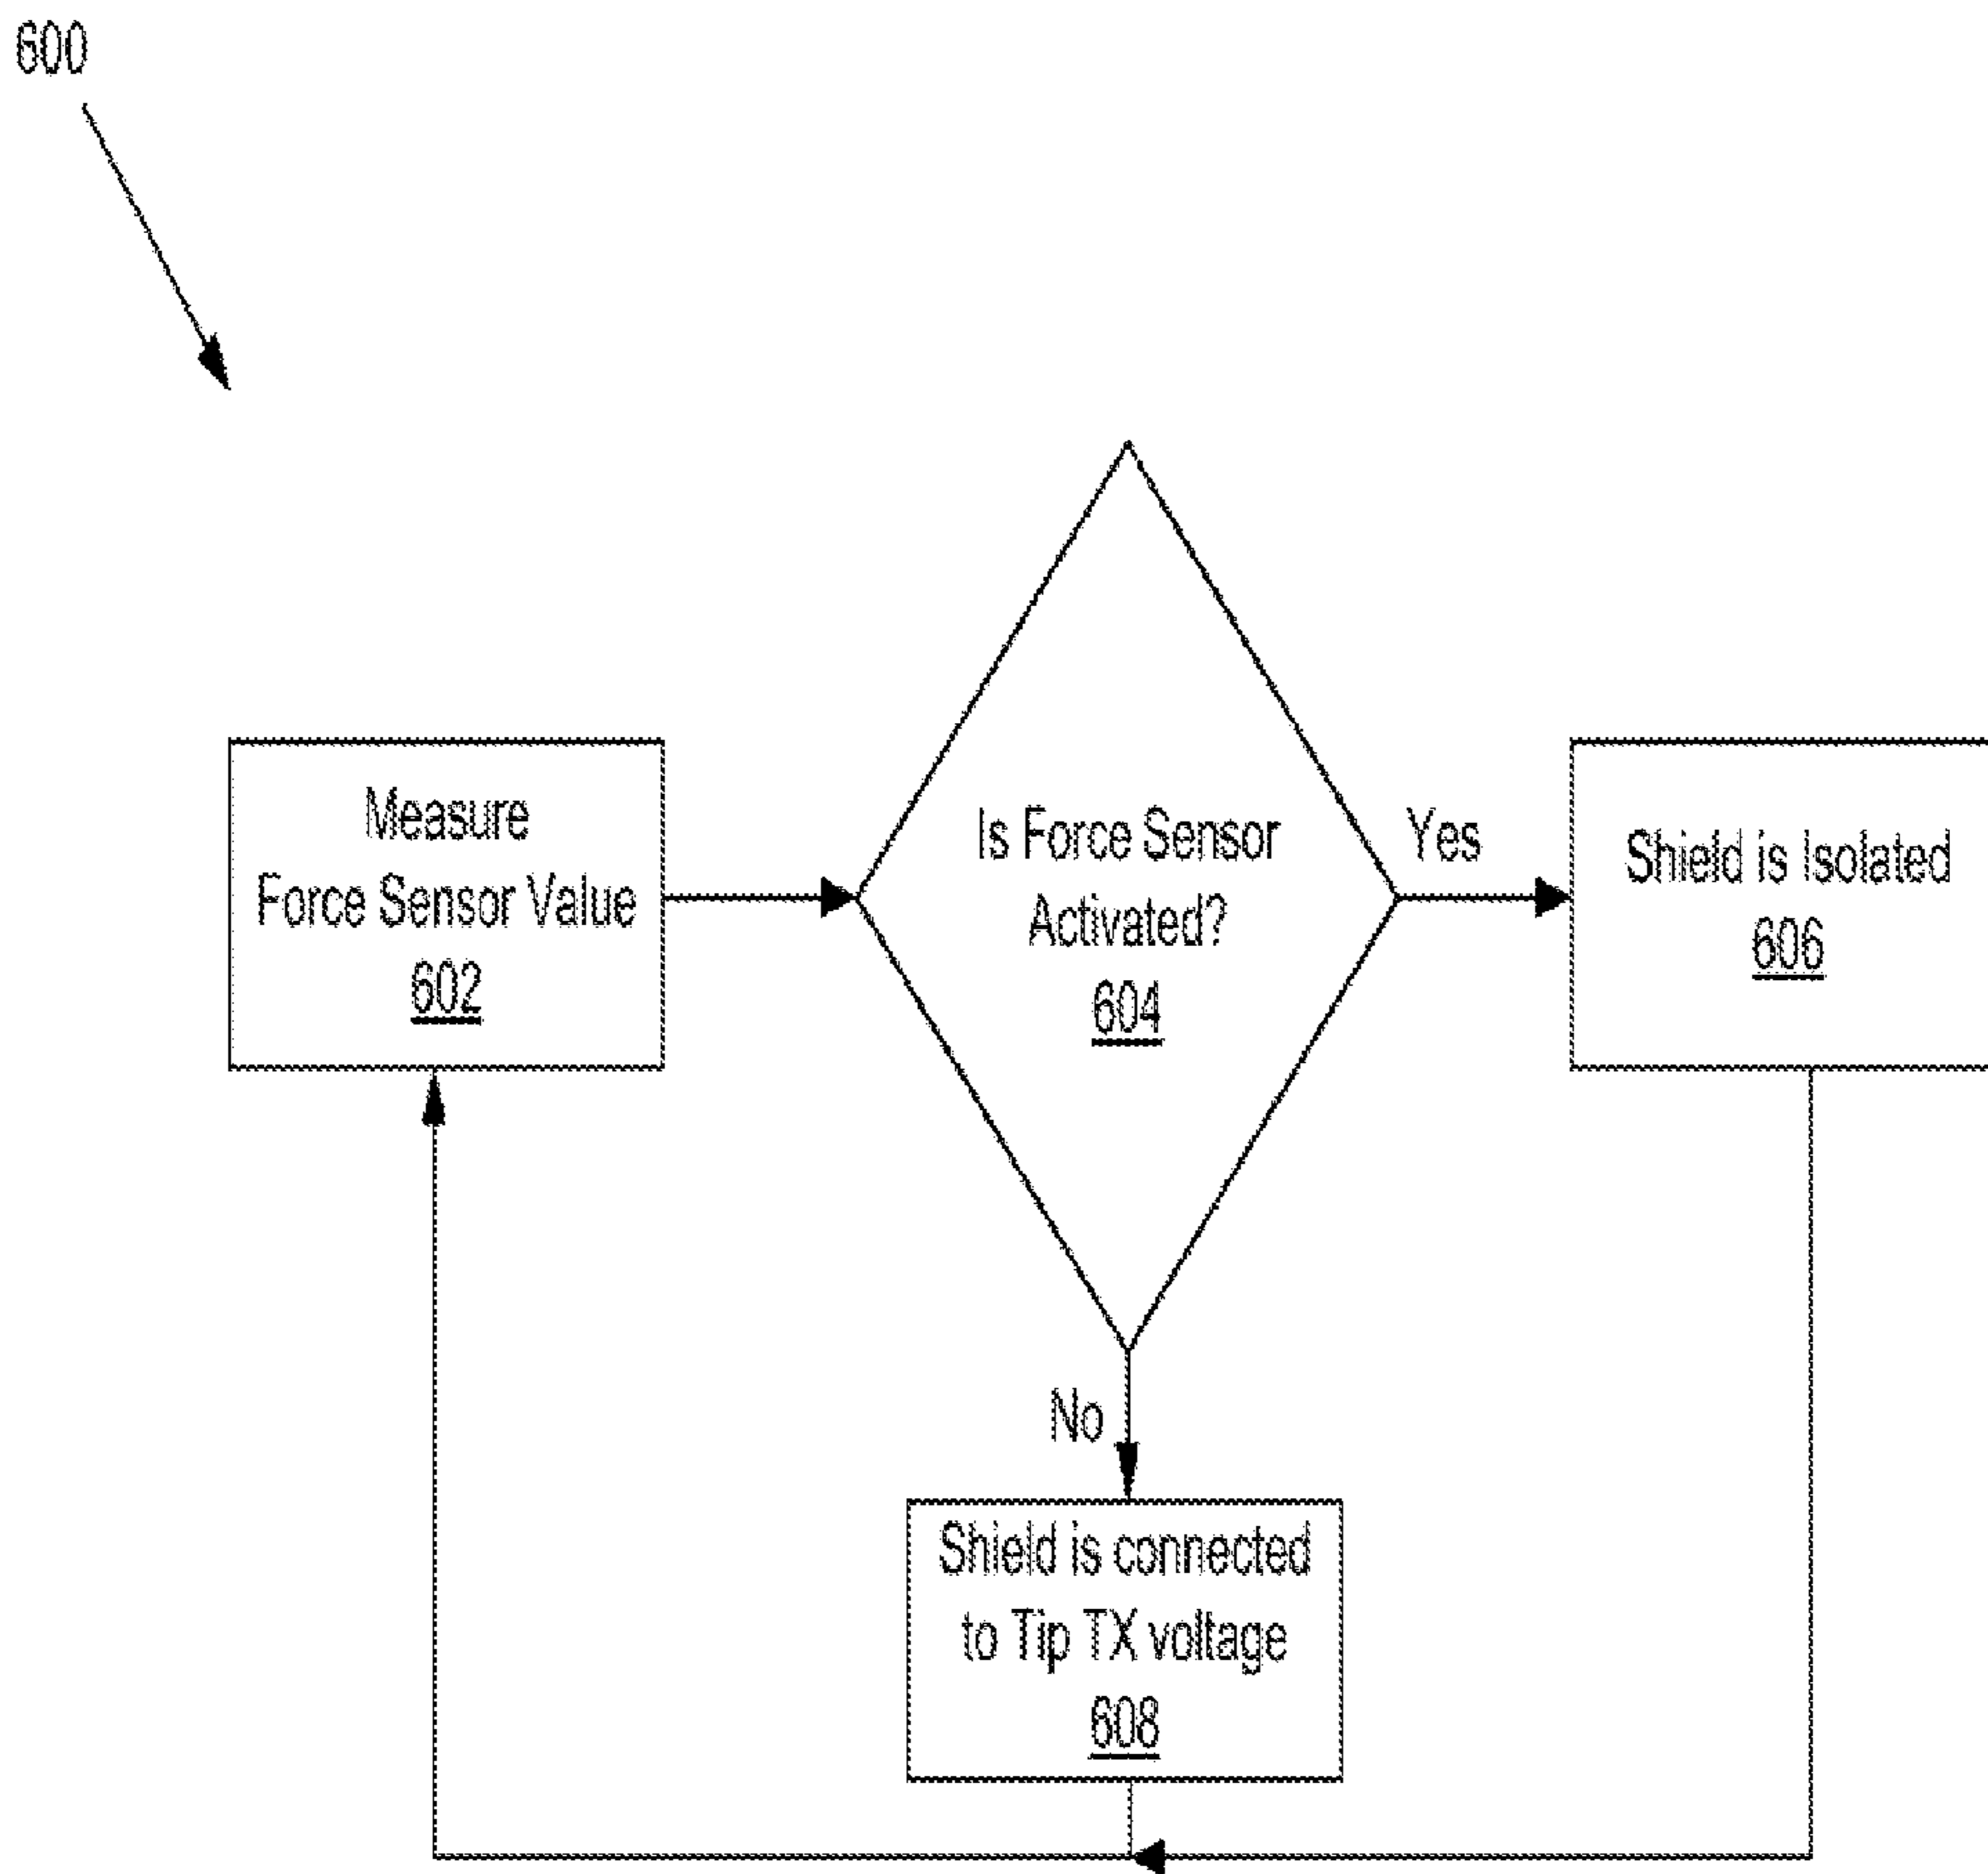 600
Measure
Force Sensor Value
602
Is Force Sensor
Activated?
604
Yes
Shield is Isolated
606
No
Shield is connected
to Tip TX voltage
608